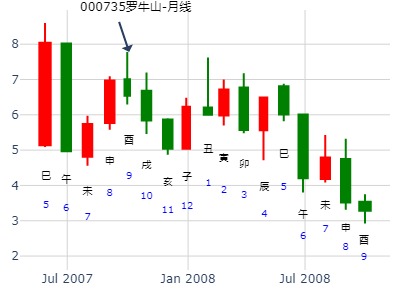 000735罗牛山-月线
8
7
6
5
4
3
2
巳
午
未
申
酉
戌
亥
子
丑
寅
卯
辰
巳
午
未
申
酉
5
6
7
8
9
10
11
12
1
2
3
4
5
6
7
8
9
Jul 2007
Jan 2008
Jul 2008